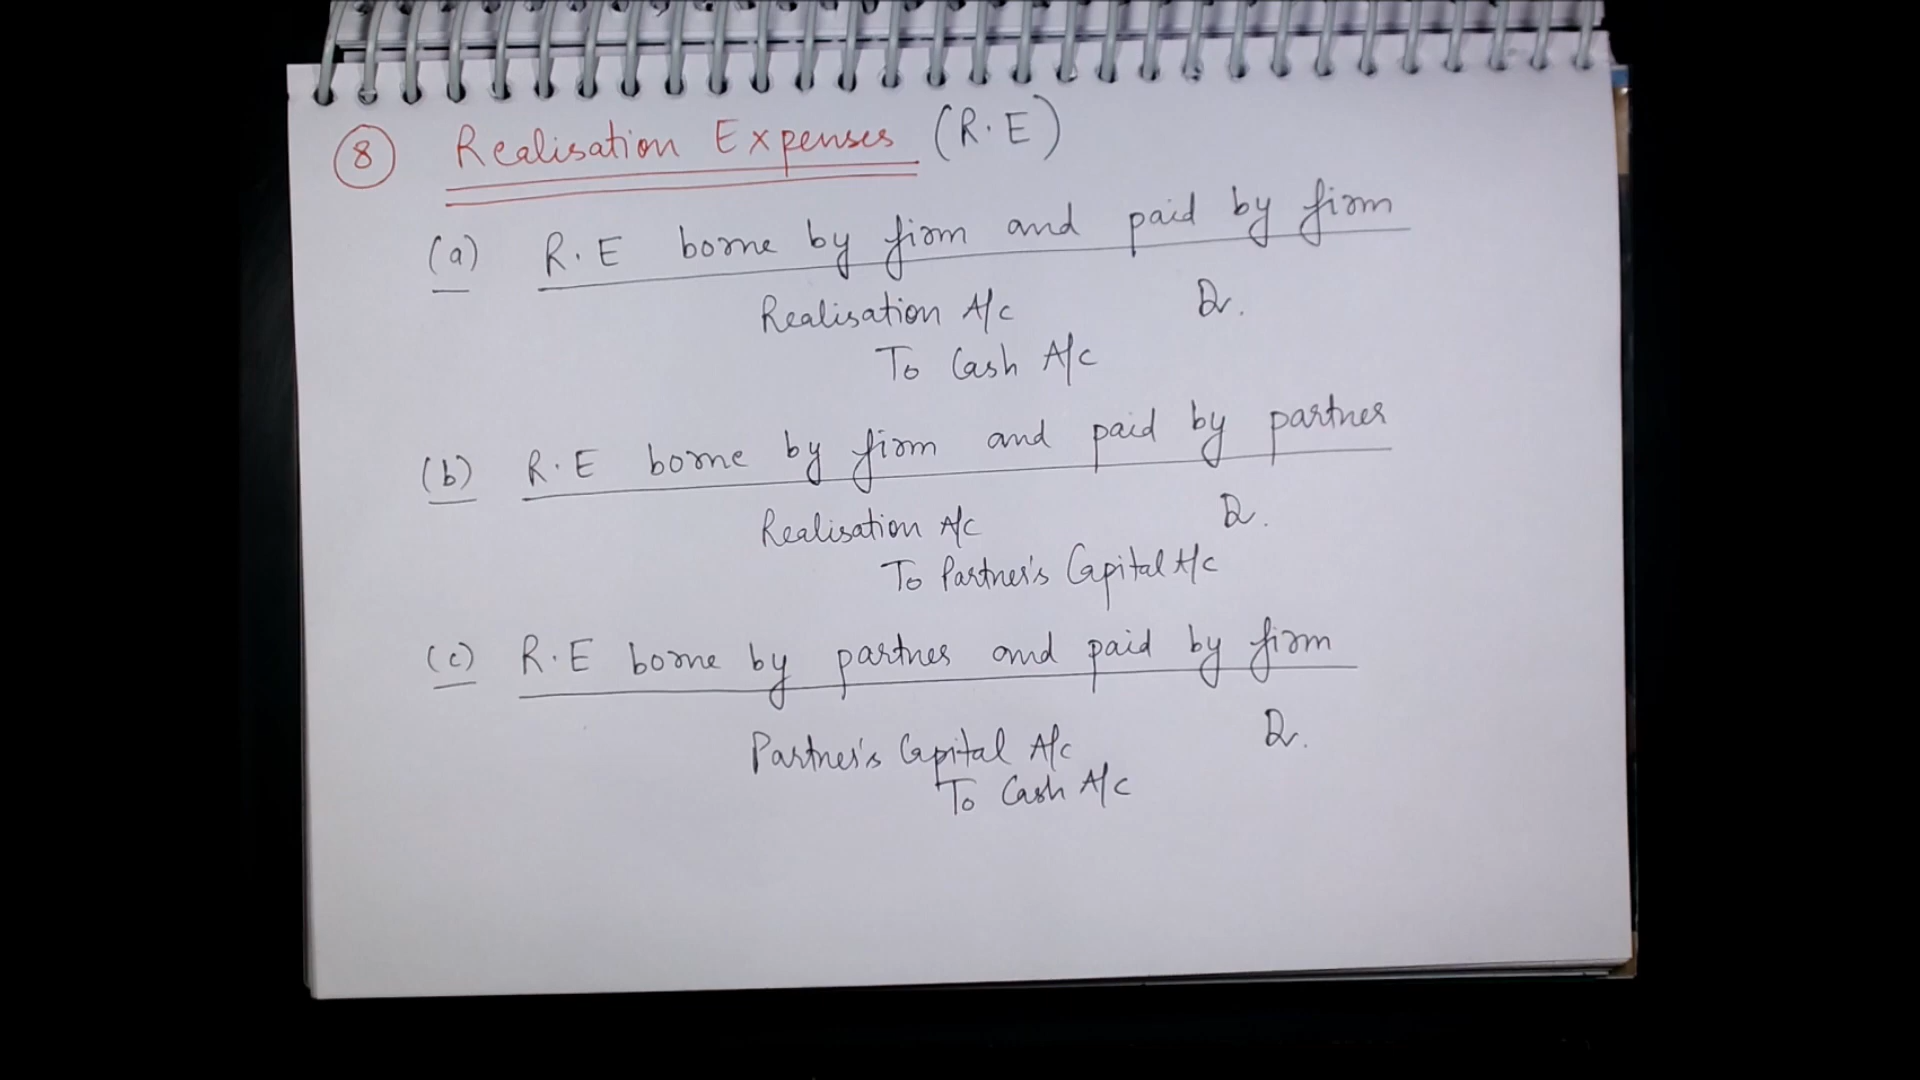 8 Realisation Expenses (R.E)
(a) R.E borne by firm and paid by firm
Realisation A/c Dr.
To Cash A/c
(b) R.E borne by firm and paid by partner
Realisation A/c Dr.
To Partner's Capital A/c
(c) R.E borne by partner and paid by firm
Partner's Capital A/c Dr.
To Cash A/c